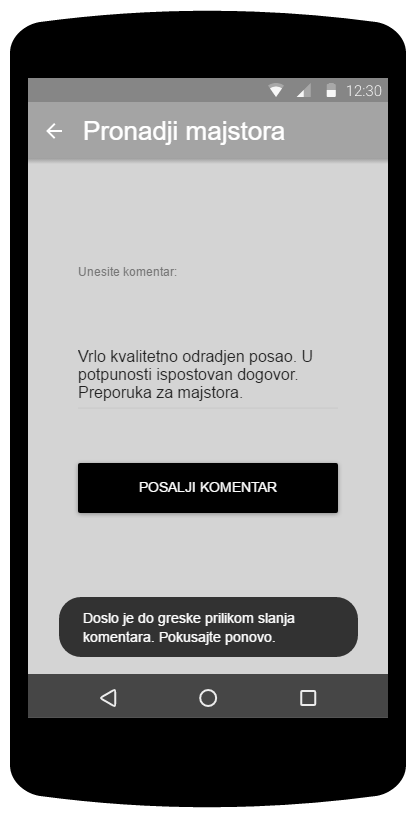 12:30
Pronadji majstora
Unesite komentar:
Vrlo kvalitetno odradjen posao. U
potpunosti ispostovan dogovor.
Preporuka za majstora.
POSALJI KOMENTAR
Doslo je do greske prilikom slanja
komentara. Pokusajte ponovo.